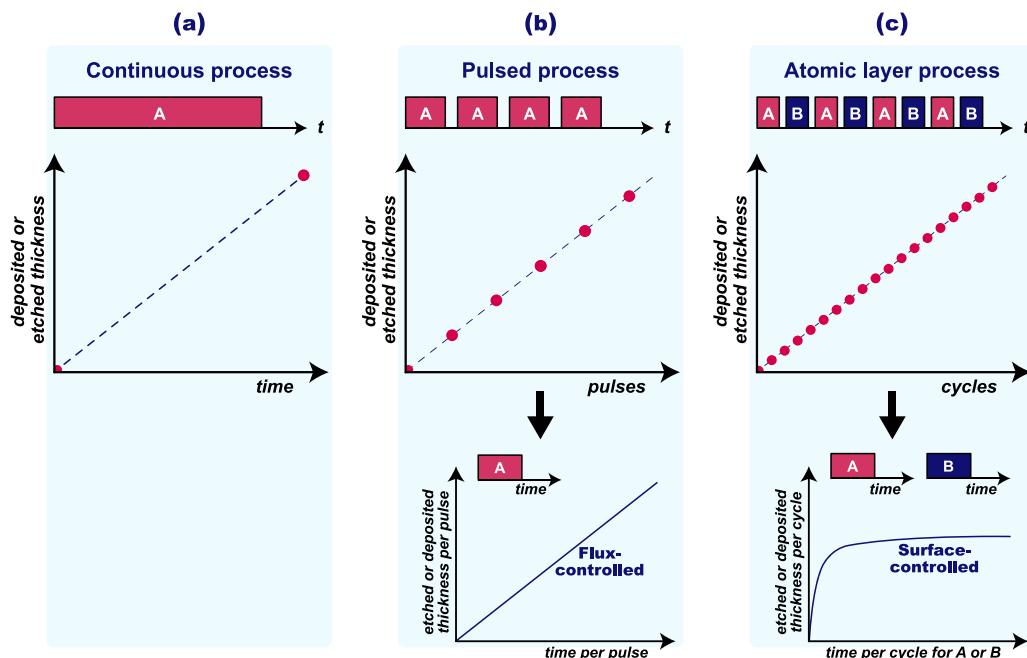 (a)
Continuous process
A
t
deposited or
etched thickness
time
(b)
Pulsed process
A A A A
t
deposited or
etched thickness
pulses
A
time
etched or deposited
thickness per pulse
Flux-
controlled
time per pulse
(c)
Atomic layer process
A B A B A B A B
t
deposited or
etched thickness
cycles
A
time
B
time
etched or deposited
thickness per cycle
Surface-
controlled
time per cycle for A or B